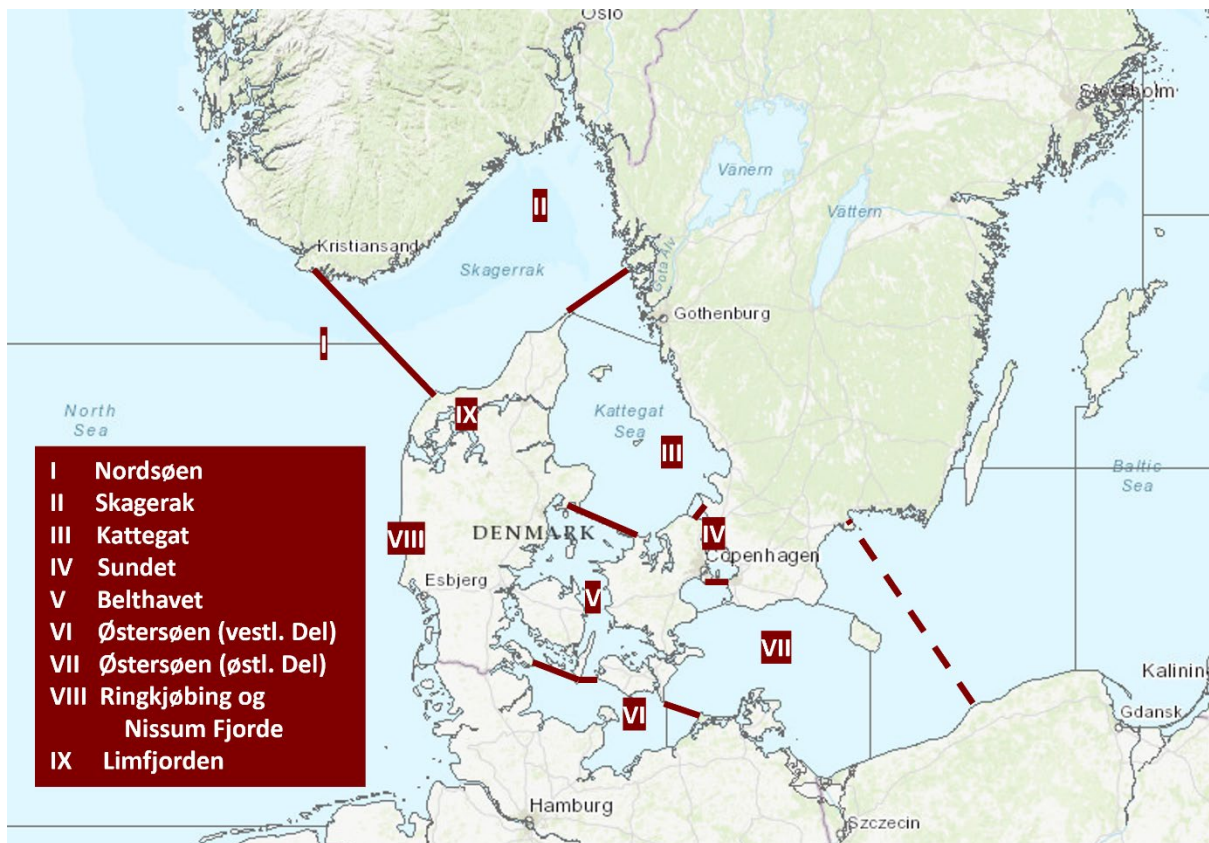 Oslo
Stockholm
Vänern
II
Vättern
Kristiansand
Skagerrak
Göta Älv
Gothenburg
I
North
Sea
IX
Kattegat
Sea
III
Baltic
Sea
VIII
DENMARK
IV
Copenhagen
Esbjerg
V
VII
Kalinin
VI
Gdansk
Hamburg
Szczecin
I Nordsøen
II Skagerak
III Kattegat
IV Sundet
V Belthavet
VI Østersøen (vestl. Del)
VII Østersøen (østl. Del)
VIII Ringkjøbing og
Nissum Fjorde
IX Limfjorden